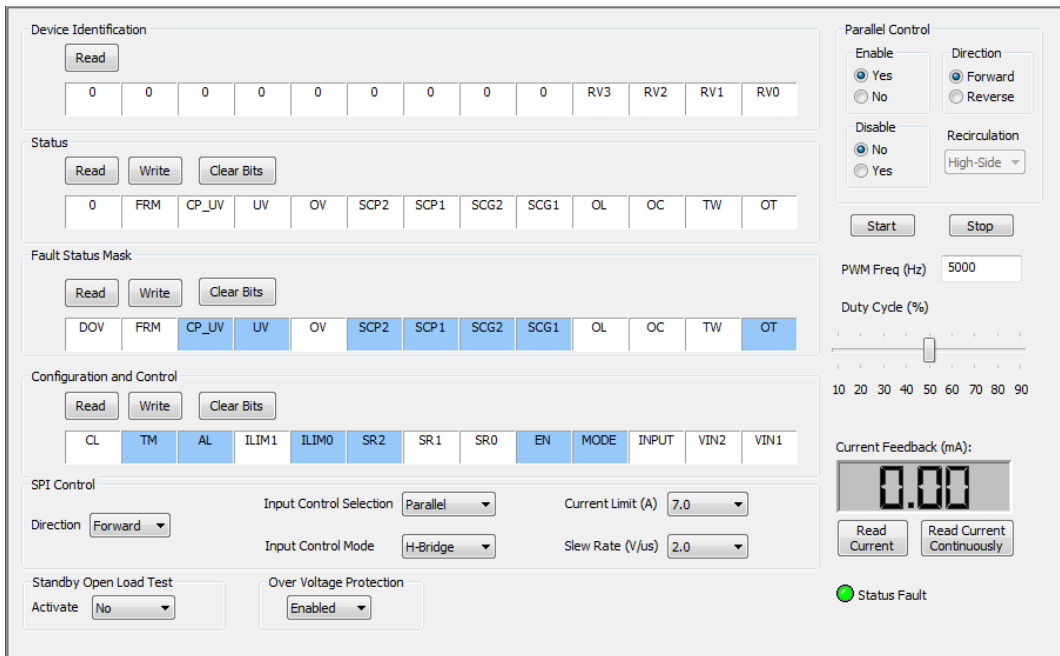 Device Identification
Read
0 0 0 0 0 0 0 0 0 RV3 RV2 RV1 RV0
Status
Read Write Clear Bits
0 FRM CP_UV UV OV SCP2 SCP1 SCG2 SCG1 OL OC TW OT
Fault Status Mask
Read Write Clear Bits
DOV FRM CP_UV UV OV SCP2 SCP1 SCG2 SCG1 OL OC TW OT
Configuration and Control
Read Write Clear Bits
CL TM AL ILIM1 ILIM0 SR2 SR1 SR0 EN MODE INPUT VIN2 VIN1
SPI Control
Input Control Selection Parallel Current Limit (A) 7.0
Direction Forward
Input Control Mode H-Bridge Slew Rate (V/us) 2.0
Standby Open Load Test
Activate No
Over Voltage Protection
Enabled
Parallel Control
Enable Direction
Yes Forward
No Reverse
Disable Recirculation
No High-Side
Yes
Start Stop
PWM Freq (Hz) 5000
Duty Cycle (%)
10 20 30 40 50 60 70 80 90
Current Feedback (mA):
0.00
Read Current Read Current Continuously
Status Fault